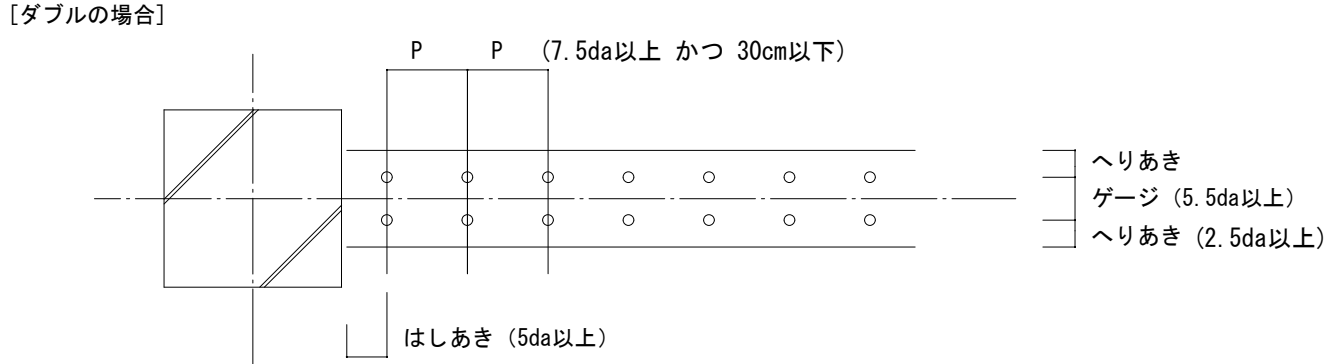 [ダブルの場合]
P P (7.5da以上 かつ 30cm以下)
へりあき
ゲージ (5.5da以上)
へりあき (2.5da以上)
はしあき (5da以上)